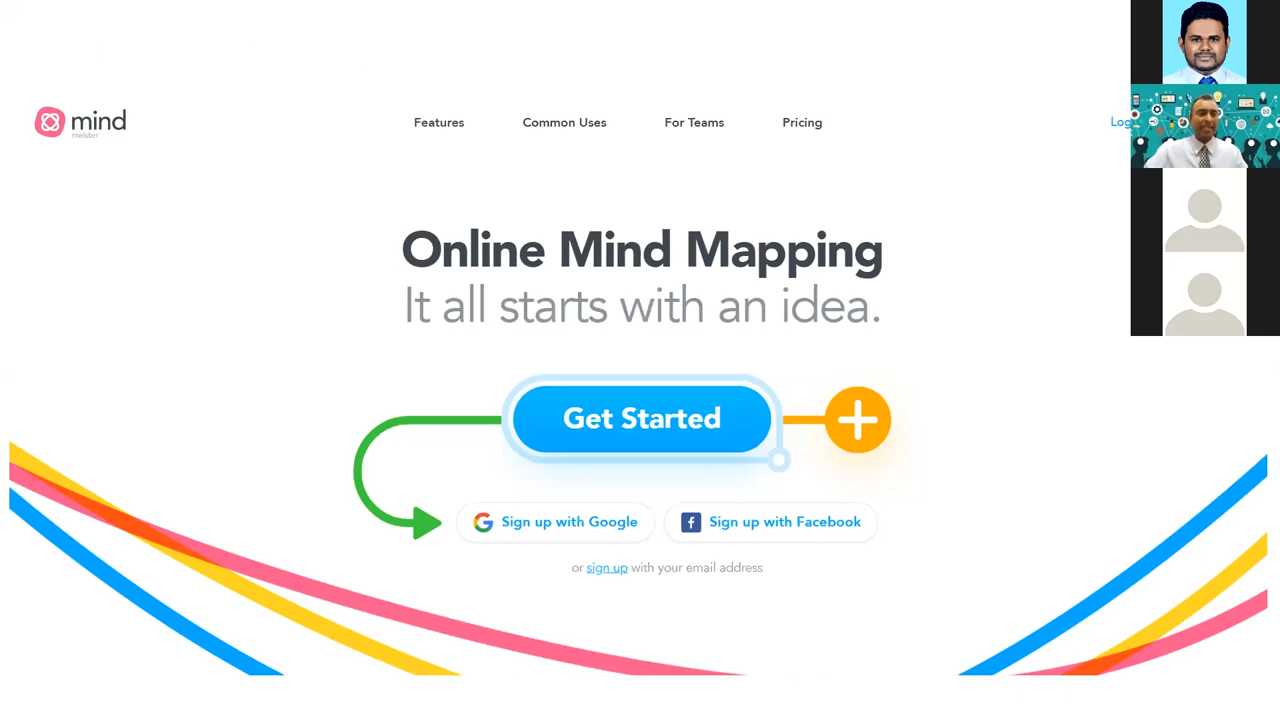 mind
meister
Features Common Uses For Teams Pricing Log
Online Mind Mapping
It all starts with an idea.
Get Started
Sign up with Google Sign up with Facebook
or sign up with your email address